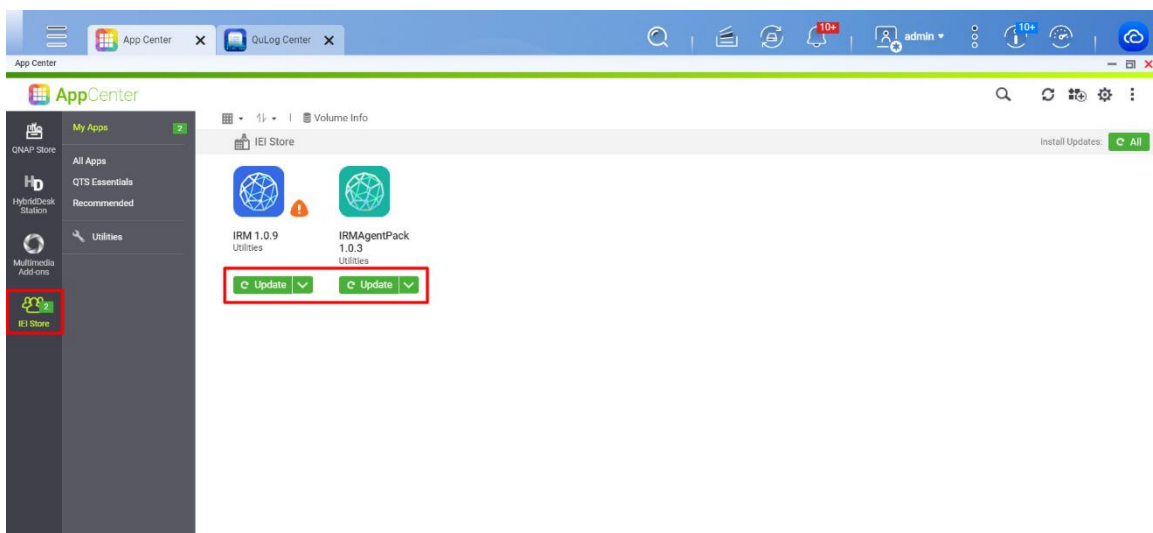 App Center
QuLog Center
10+
admin
10+
App Center
AppCenter
QNAP Store
HD
HybridDesk
Station
Multimedia
Add-ons
2
IEI Store
My Apps 2
All Apps
QTS Essentials
Recommended
Utilities
Volume Info
IEI Store
Install Updates: All
IRM 1.0.9
Utilities
Update
IRMAgentPack
1.0.3
Utilities
Update